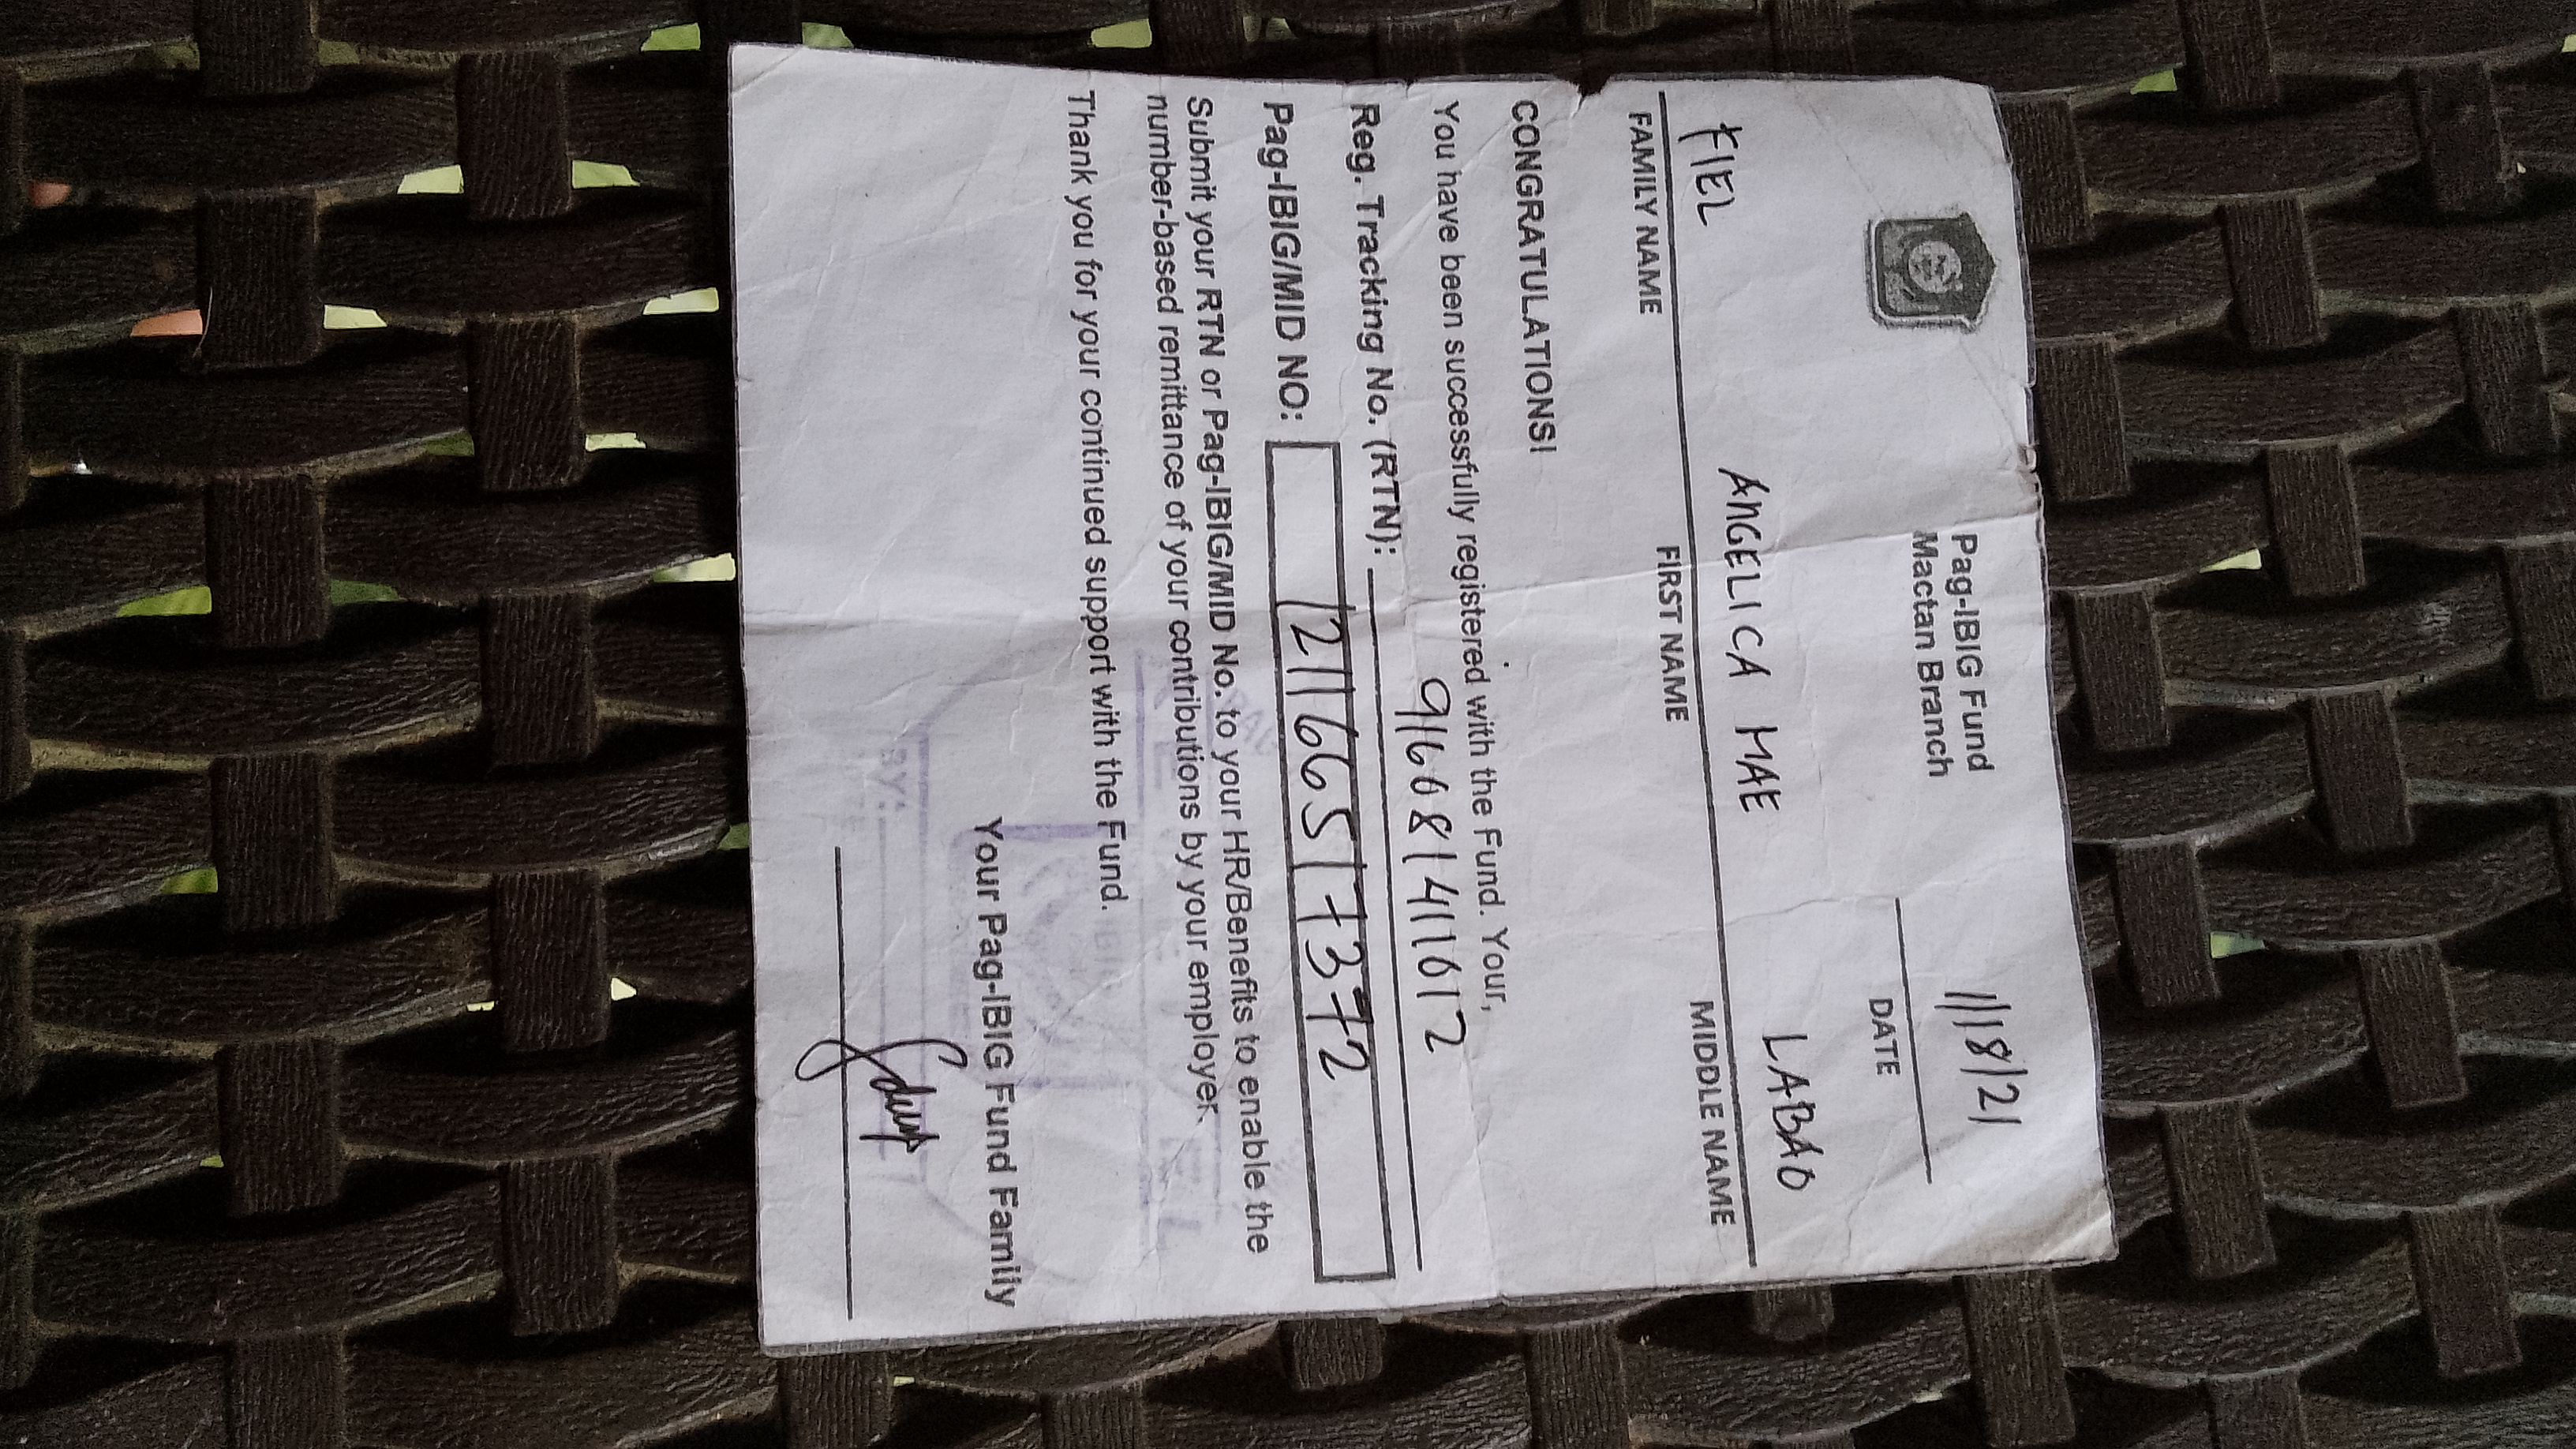 Pag-IBIG Fund
Mactan Branch
11/18/21
DATE
FIEL ANGELICA MAE LABAO
FAMILY NAME FIRST NAME MIDDLE NAME
CONGRATULATIONS!
You have been successfully registered with the Fund. Your,
Reg. Tracking No. (RTN): 916081411612
Pag-IBIG/MID NO: 121166517372
Submit your RTN or Pag-IBIG/MID No. to your HR/Benefits to enable the
number-based remittance of your contributions by your employer.
Thank you for your continued support with the Fund.
Your Pag-IBIG Fund Family
BY: